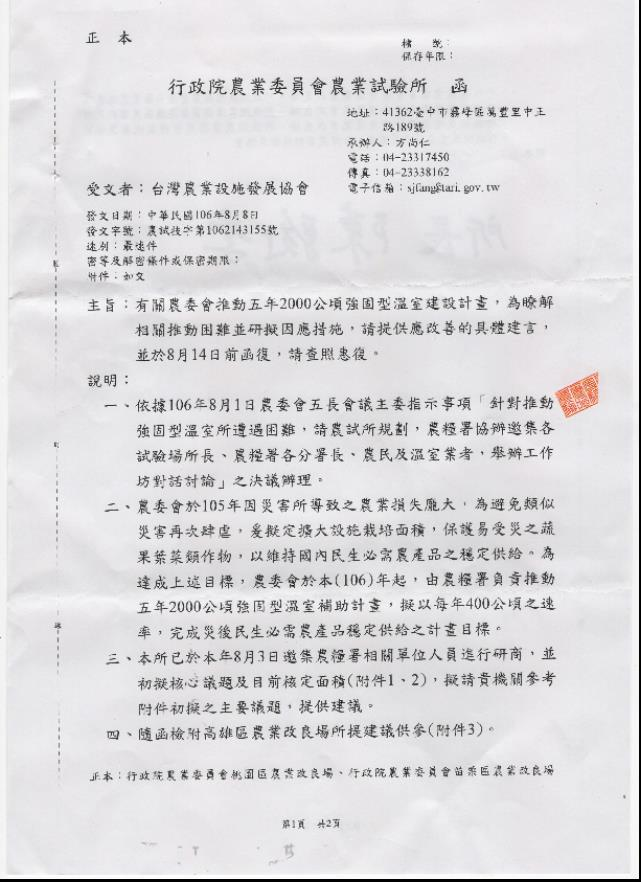 正　本
檔　號：
保存年限：
行政院農業委員會農業試驗所　函
地址：41362臺中市霧峰區萬豐里中正
路189號
承辦人：方尚仁
電話：04-23317450
傳真：04-23338162
電子信箱：sjfang@tari.gov.tw
受文者：台灣農業設施發展協會
發文日期：中華民國106年8月8日
發文字號：農試技字第1062143155號
速別：最速件
密等及解密條件或保密期限：
附件：如文
主旨：有關農委會推動五年2000公頃強固型溫室建設計畫，為瞭解
相關推動困難並研擬因應措施，請提供應改善的具體建言，
並於8月14日前函復，請查照惠復。
說明：
一、依據106年8月1日農委會五長會議主委指示事項「針對推動
強固型溫室所遭遇困難，請農試所規劃，農糧署協辦邀集各
試驗場所長、農糧署各分署長、農民及溫室業者，舉辦工作
坊對話討論」之決議辦理。
二、農委會於105年因災害所導致之農業損失龐大，為避免類似
災害再次肆虐，爰擬定擴大設施栽培面積，保護易受災之蔬
果葉菜類作物，以維持國內民生必需農產品之穩定供給。為
達成上述目標，農委會於本(106)年起，由農糧署負責推動
五年2000公頃強固型溫室補助計畫，擬以每年400公頃之速
率，完成災後民生必需農產品穩定供給之計畫目標。
三、本所已於本年8月3日邀集農糧署相關單位人員進行研商，並
初擬核心議題及目前核定面積(附件1、2)，擬請貴機關參考
附件初擬之主要議題，提供建議。
四、隨函檢附高雄區農業改良場所提建議供參(附件3)。
正本：行政院農業委員會桃園區農業改良場、行政院農業委員會苗栗區農業改良場
第1頁　共2頁